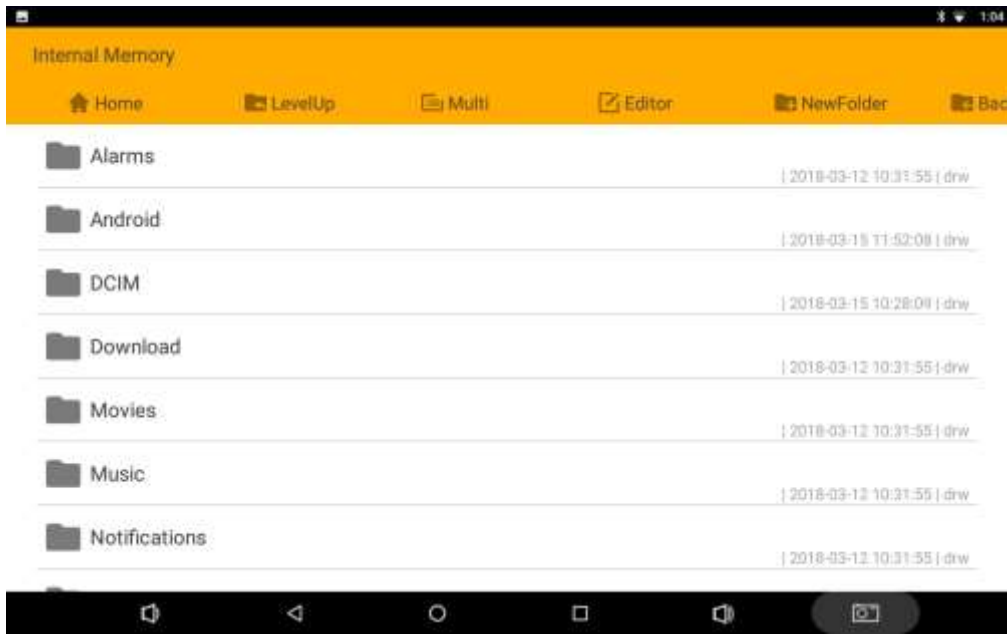 1:04
Internal Memory
Home LevelUp Multi Editor NewFolder Bac
Alarms
| 2018-03-12 10:31:55 | drw
Android
| 2018-03-15 11:52:08 | drw
DCIM
| 2018-03-15 10:28:09 | drw
Download
| 2018-03-12 10:31:55 | drw
Movies
| 2018-03-12 10:31:55 | drw
Music
| 2018-03-12 10:31:55 | drw
Notifications
| 2018-03-12 10:31:55 | drw